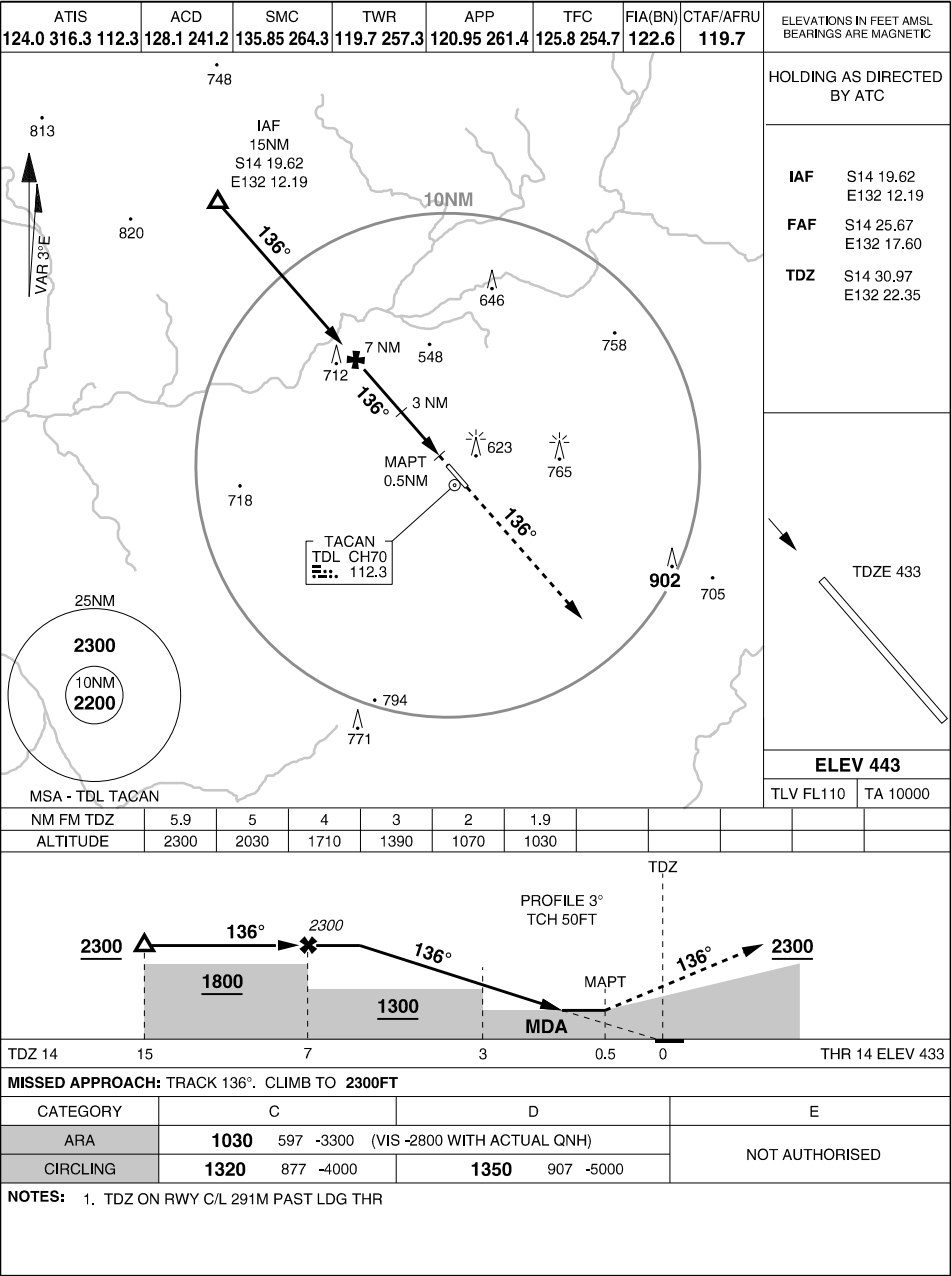 ATIS ACD SMC TWR APP TFC FIA(BN) CTAF/AFRU
124.0 316.3 112.3 128.1 241.2 135.85 264.3 119.7 257.3 120.95 261.4 125.8 254.7 122.6 119.7
ELEVATIONS IN FEET AMSL
BEARINGS ARE MAGNETIC
748
813
IAF
15NM
S14 19.62
E132 12.19
10NM
820
VAR 3°E
136°
646
7 NM
548
758
712
136°
3 NM
MAPT
0.5NM
623
765
718
136°
TACAN
TDL CH70
112.3
902
705
25NM
2300
10NM
2200
794
771
MSA - TDL TACAN
HOLDING AS DIRECTED
BY ATC
IAF S14 19.62
E132 12.19
FAF S14 25.67
E132 17.60
TDZ S14 30.97
E132 22.35
TDZE 433
ELEV 443
TLV FL110 TA 10000
NM FM TDZ 5.9 5 4 3 2 1.9
ALTITUDE 2300 2030 1710 1390 1070 1030
TDZ
PROFILE 3°
TCH 50FT
2300 136° 2300 136° 136° 2300
1800
1300
MAPT
MDA
TDZ 14 15 7 3 0.5 0 THR 14 ELEV 433
MISSED APPROACH: TRACK 136°. CLIMB TO 2300FT
CATEGORY C D E
ARA 1030 597 -3300 (VIS -2800 WITH ACTUAL QNH) NOT AUTHORISED
CIRCLING 1320 877 -4000 1350 907 -5000
NOTES: 1. TDZ ON RWY C/L 291M PAST LDG THR